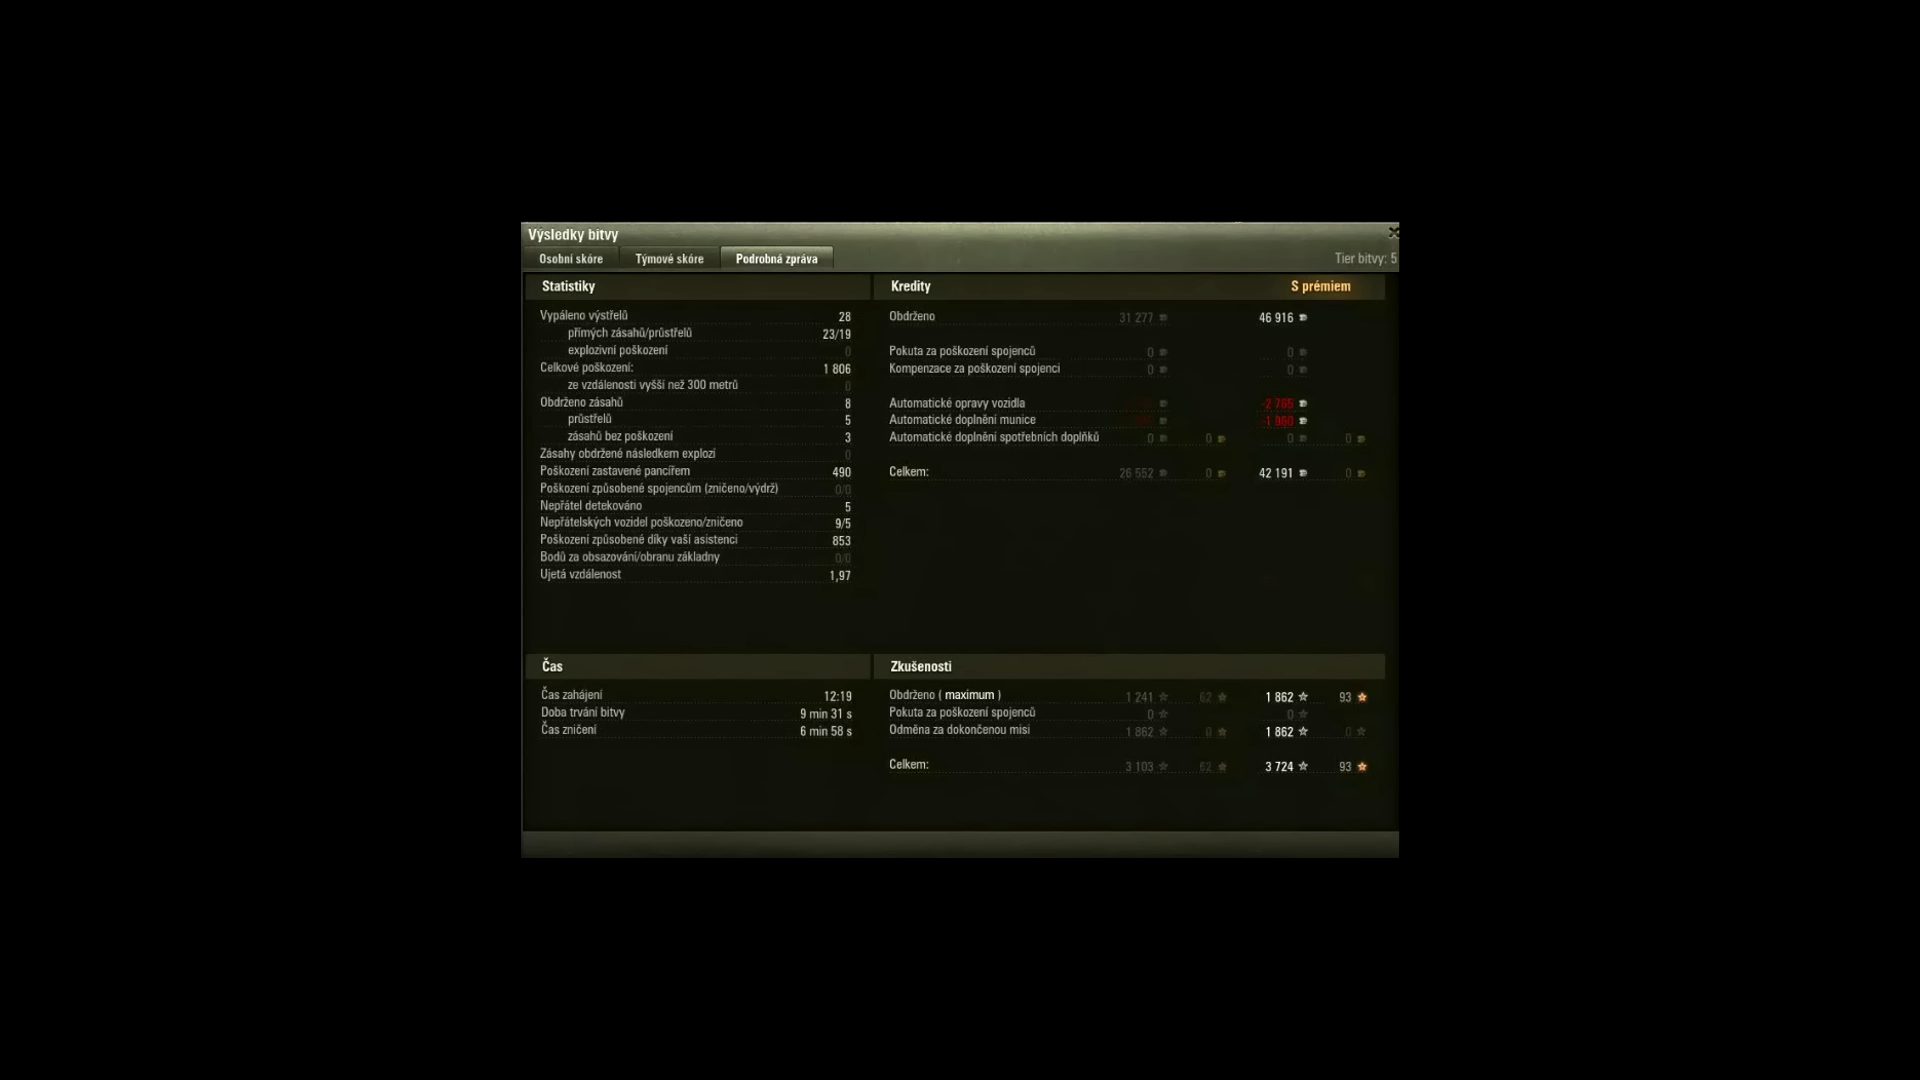 Výsledky bitvy
Osobní skóre Týmové skóre Podrobná zpráva Tier bitvy: 5
Statistiky
Vypáleno výstřelů 28
přímých zásahů/průstřelů 23/19
explozivní poškození 0
Celkové poškození: 1 806
ze vzdálenosti vyšší než 300 metrů 0
Obdrženo zásahů 8
průstřelů 5
zásahů bez poškození 3
Zásahy obdržené následkem explozí 0
Poškození zastavené pancířem 490
Poškození způsobené spojencům (zničeno/výdrž) 0/0
Nepřátel detekováno 5
Nepřátelských vozidel poškozeno/zničeno 9/5
Poškození způsobené díky vaší asistenci 853
Bodů za obsazování/obranu základny 0/0
Ujetá vzdálenost 1,97
Kredity S prémiem
Obdrženo 31 277 46 916
Pokuta za poškození spojenců 0 0
Kompenzace za poškození spojenci 0 0
Automatické opravy vozidla -2 765
Automatické doplnění munice -1 960
Automatické doplnění spotřebních doplňků 0 0 0 0
Celkem: 26 552 0 42 191 0
Čas
Čas zahájení 12:19
Doba trvání bitvy 9 min 31 s
Čas zničení 6 min 58 s
Zkušenosti
Obdrženo ( maximum ) 1 241 62 1 862 93
Pokuta za poškození spojenců 0 0
Odměna za dokončenou misi 1 862 0 1 862 0
Celkem: 3 103 62 3 724 93